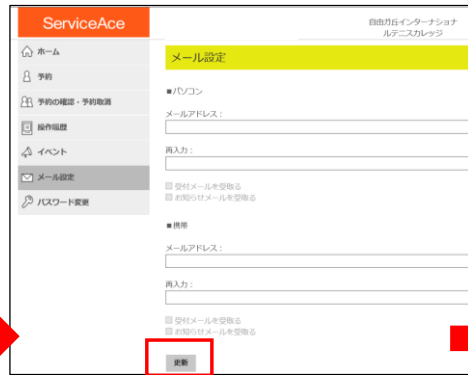 ServiceAce
自由が丘インターナショナ
ルテニスカレッジ
ホーム
予約
予約の確認・予約取消
操作履歴
イベント
メール設定
パスワード変更
メール設定
■パソコン
メールアドレス：
再入力：
受付メールを受取る
お知らせメールを受取る
■携帯
メールアドレス：
再入力：
受付メールを受取る
お知らせメールを受取る
更新